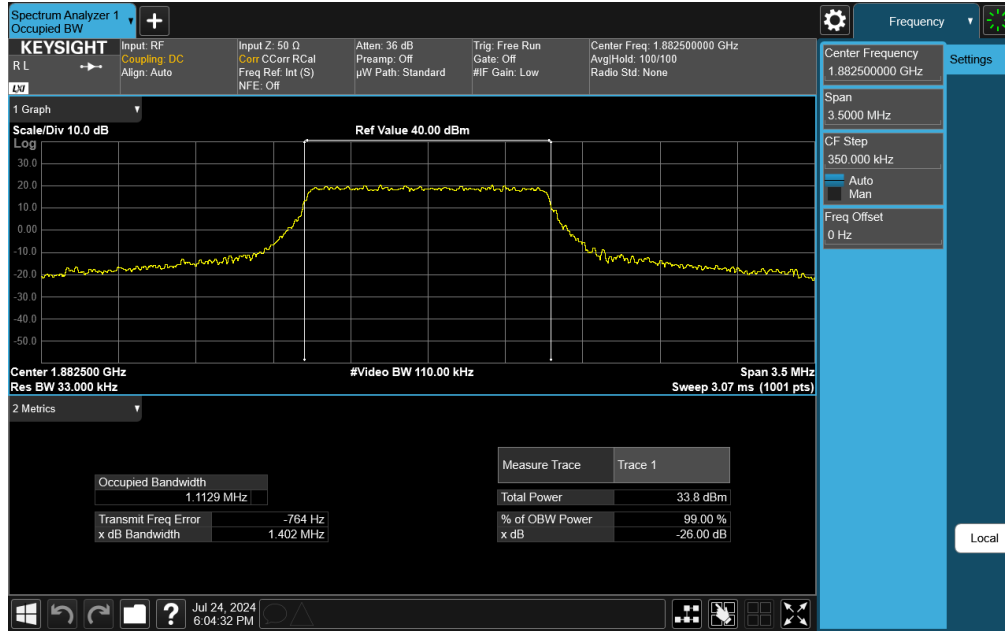 Spectrum Analyzer 1
Occupied BW
Frequency
KEYSIGHT
R L
LXI
Input: RF
Coupling: DC
Align: Auto
Input Z: 50 Ω
Corr CCorr RCal
Freq Ref: Int (S)
NFE: Off
Atten: 36 dB
Preamp: Off
µW Path: Standard
Trig: Free Run
Gate: Off
#IF Gain: Low
Center Freq: 1.882500000 GHz
Avg|Hold: 100/100
Radio Std: None
Center Frequency
1.882500000 GHz
Settings
Span
3.5000 MHz
CF Step
350.000 kHz
Auto
Man
Freq Offset
0 Hz
Local
1 Graph
Scale/Div 10.0 dB
Ref Value 40.00 dBm
Log
30.0
20.0
10.0
0.00
-10.0
-20.0
-30.0
-40.0
-50.0
Center 1.882500 GHz
#Video BW 110.00 kHz
Span 3.5 MHz
Res BW 33.000 kHz
Sweep 3.07 ms (1001 pts)
2 Metrics
Occupied Bandwidth
1.1129 MHz
Transmit Freq Error -764 Hz
x dB Bandwidth 1.402 MHz
Measure Trace Trace 1
Total Power 33.8 dBm
% of OBW Power 99.00 %
x dB -26.00 dB
?
Jul 24, 2024
6:04:32 PM